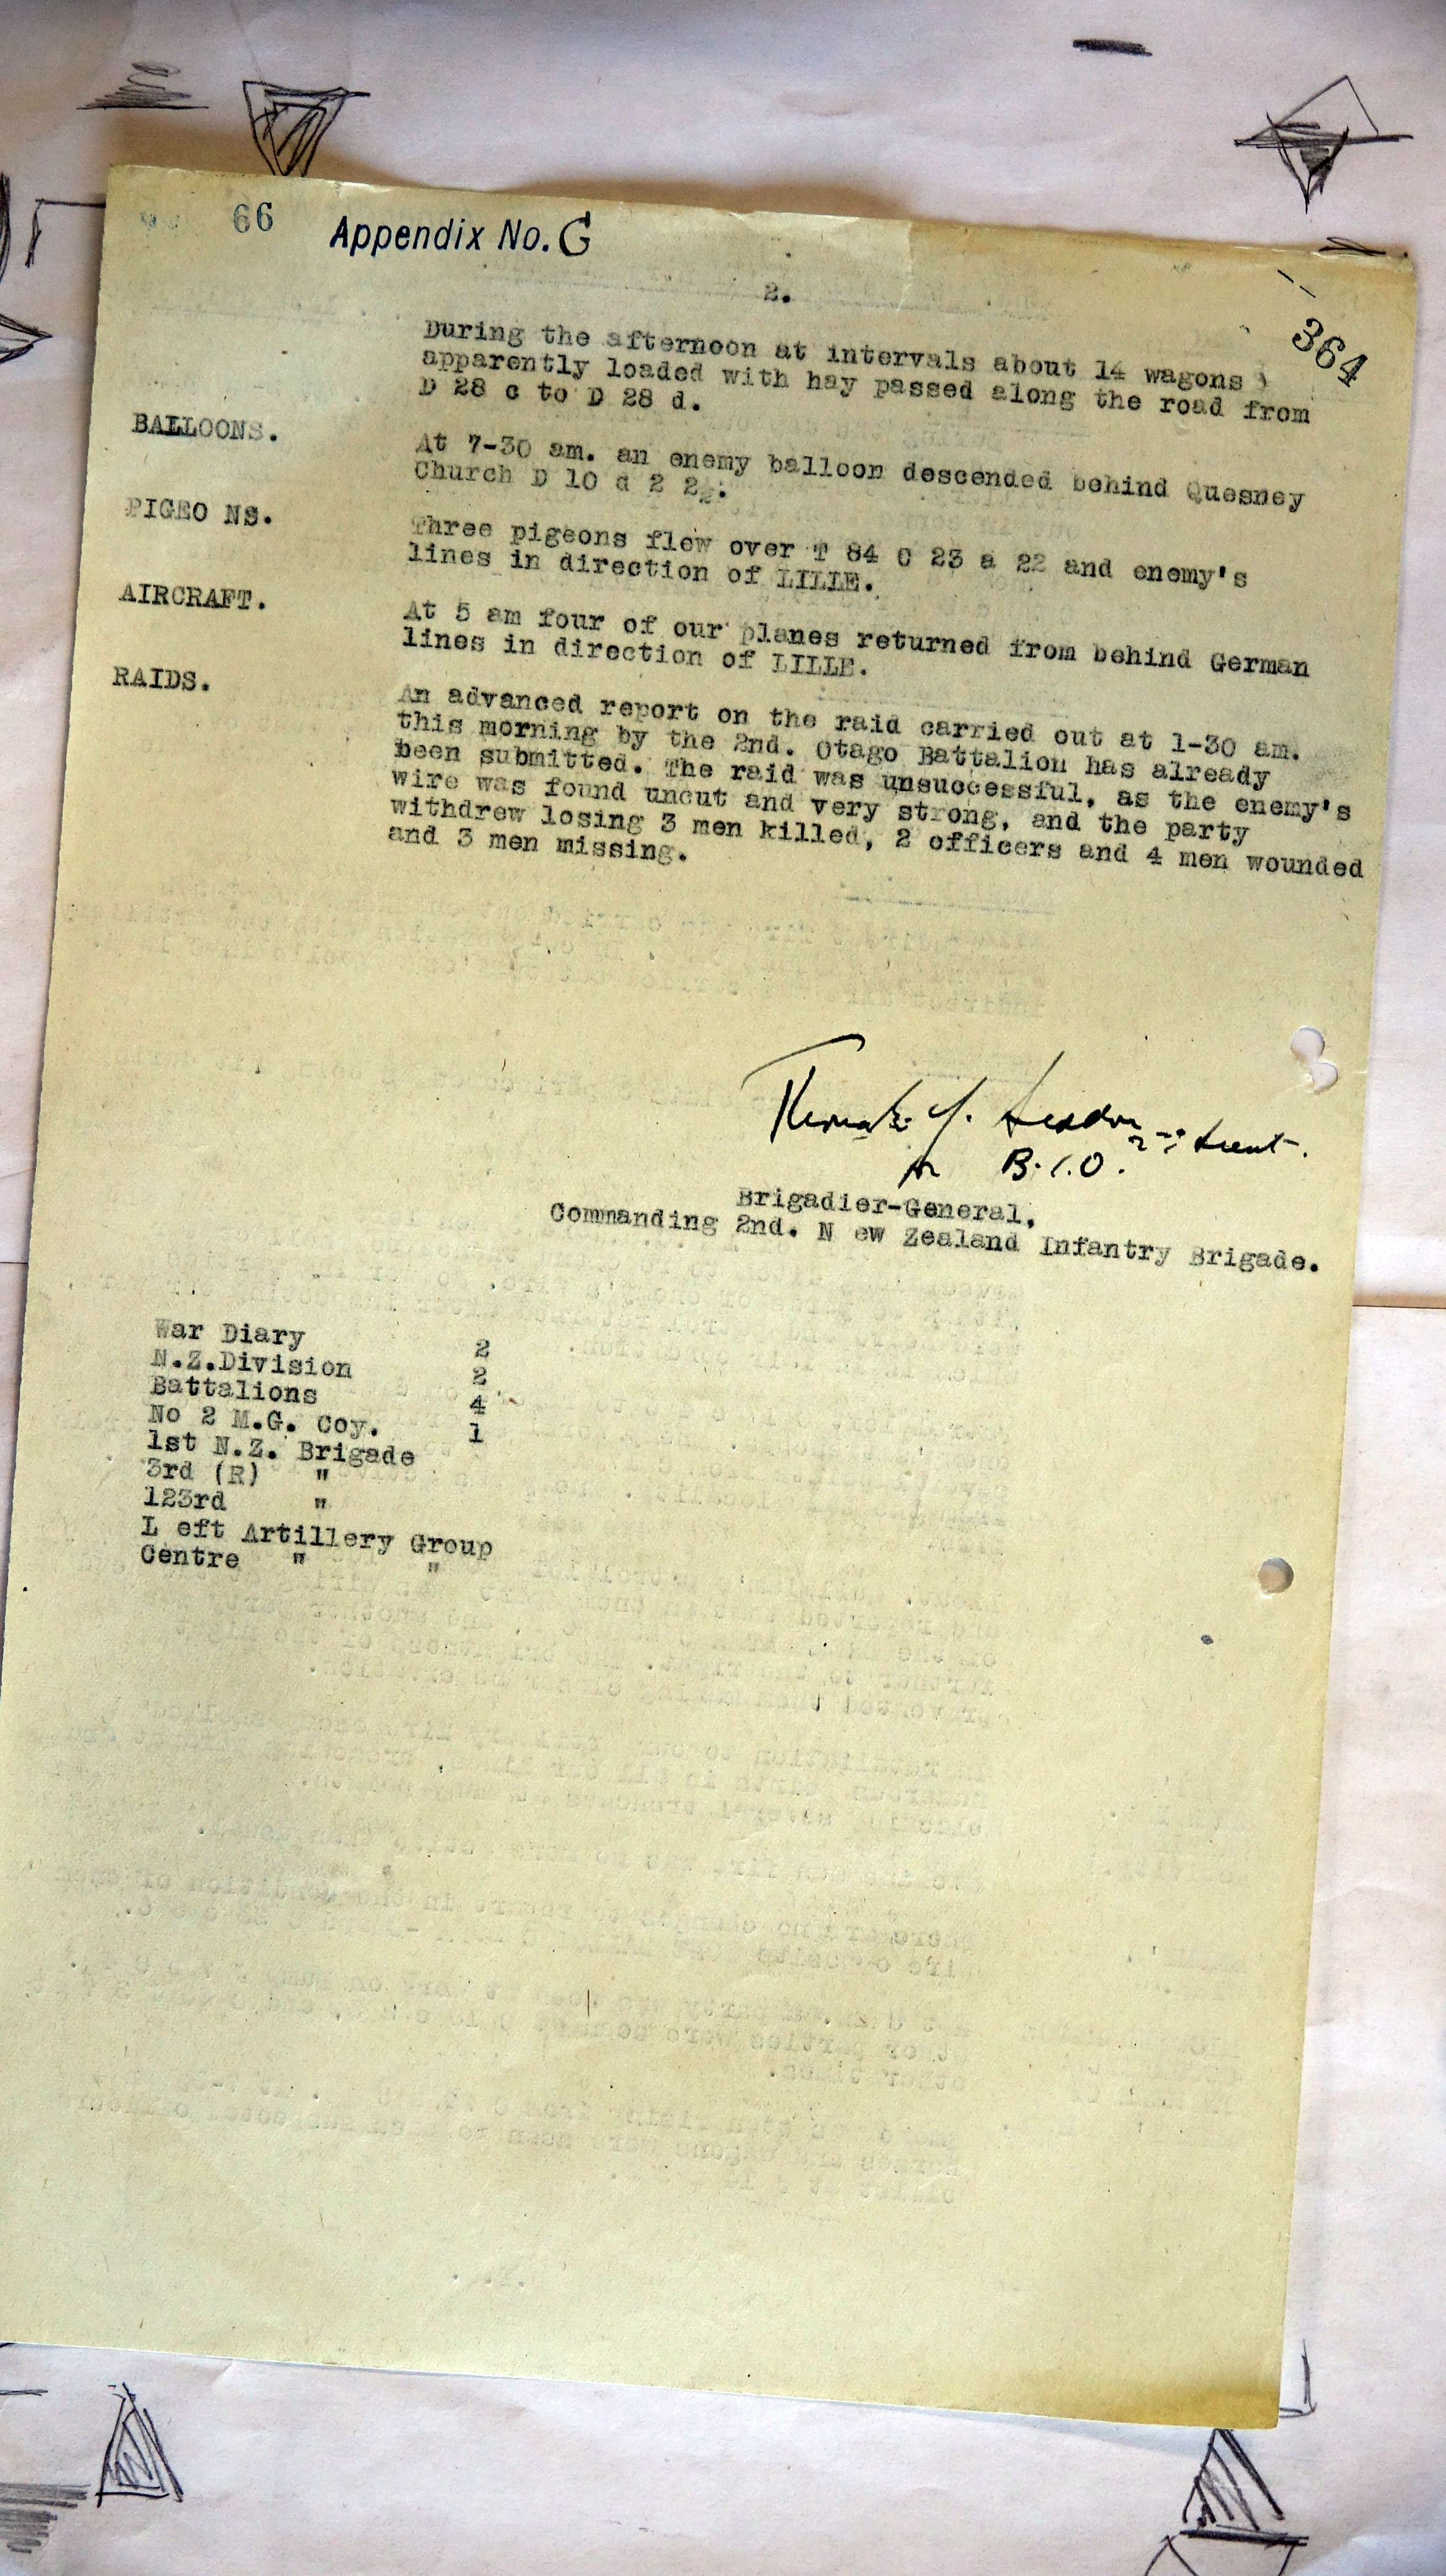 66
Appendix No. G
364
2.
During the afternoon at intervals about 14 wagons
apparently loaded with hay passed along the road from
D 28 c to D 28 d.
BALLOONS.
At 7-30 am. an enemy balloon descended behind Quesney
Church D 10 d 2 2½.
PIGEO NS.
Three pigeons flew over T 84 C 23 a 22 and enemy's
lines in direction of LILLE.
AIRCRAFT.
At 5 am four of our planes returned from behind German
lines in direction of LILLE.
RAIDS.
An advanced report on the raid carried out at 1-30 am.
this morning by the 2nd. Otago Battalion has already
been submitted. The raid was unsuccessful, as the enemy's
wire was found uncut and very strong, and the party
withdrew losing 3 men killed, 2 officers and 4 men wounded
and 3 men missing.
Lieut.
for B.I.O.
Brigadier-General,
Commanding 2nd. N ew Zealand Infantry Brigade.
War Diary 2
N.Z.Division 2
Battalions 4
No 2 M.G. Coy. 1
1st N.Z. Brigade
3rd (R) "
123rd "
L eft Artillery Group
Centre " "